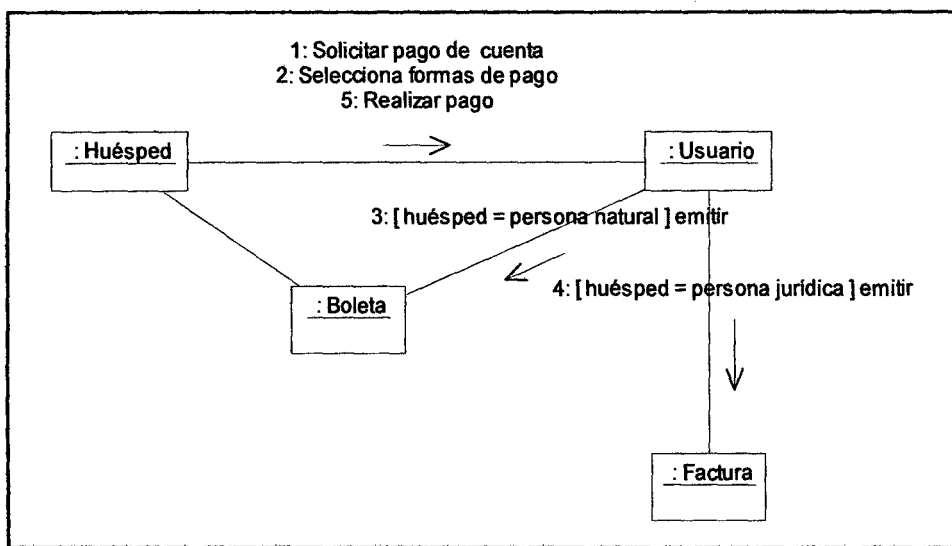 1: Solicitar pago de cuenta
2: Selecciona formas de pago
5: Realizar pago
: Huésped
: Usuario
3: [ huésped = persona natural ] emitir
: Boleta
4: [ huésped = persona jurídica ] emitir
: Factura